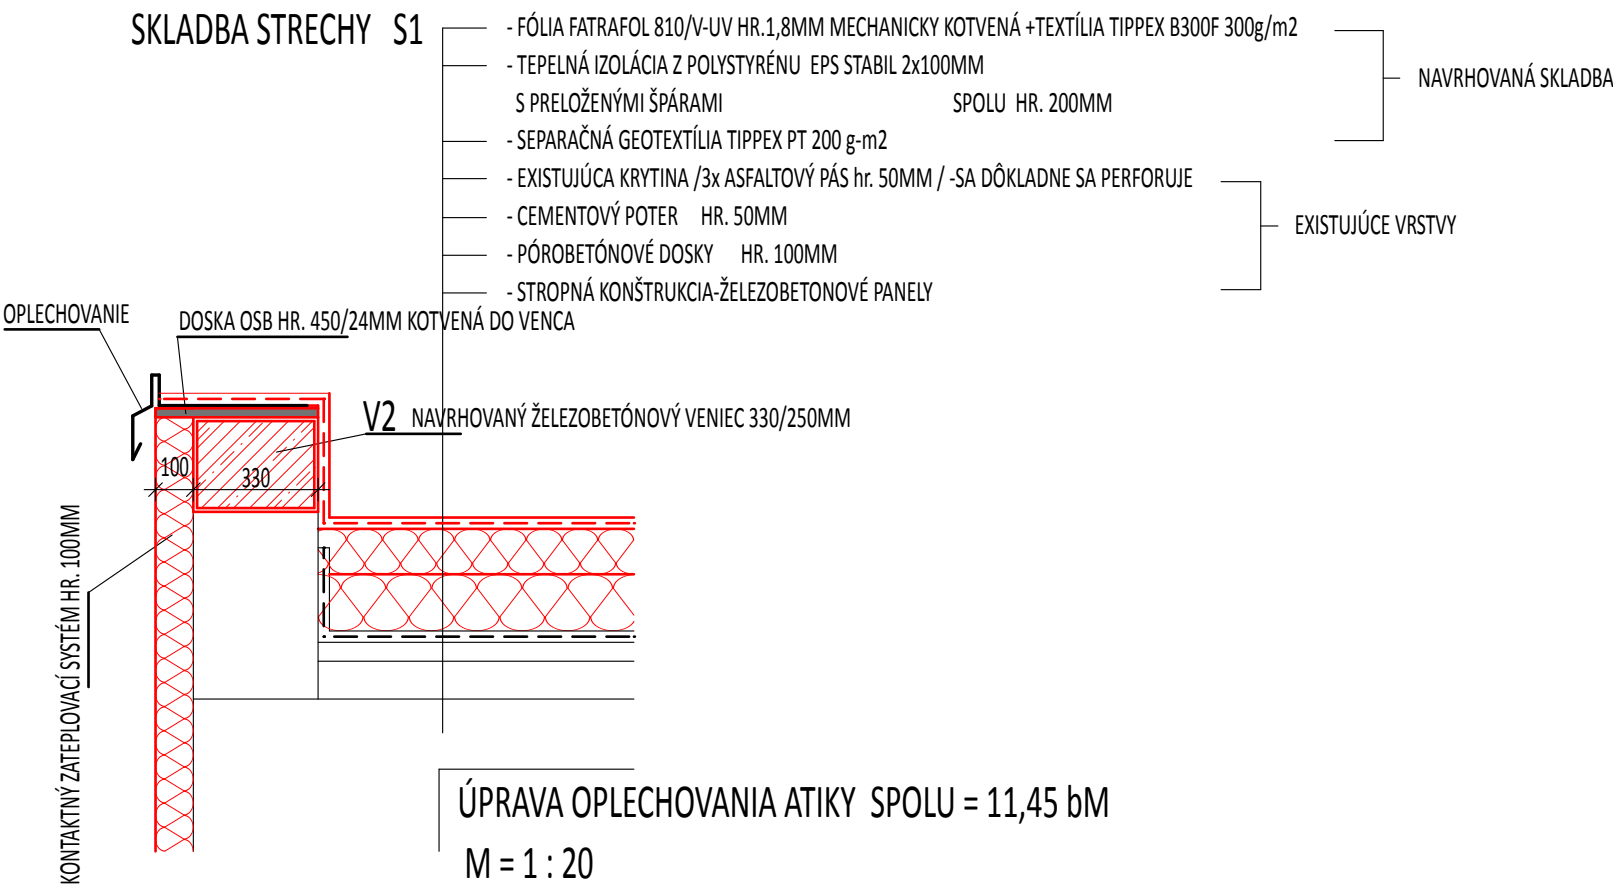 SKLADBA STRECHY S1
- FÓLIA FATRAFOL 810/V-UV HR.1,8MM MECHANICKY KOTVENÁ +TEXTÍLIA TIPPEX B300F 300g/m2
- TEPELNÁ IZOLÁCIA Z POLYSTYRÉNU EPS STABIL 2x100MM
S PRELOŽENÝMI ŠPÁRAMI SPOLU HR. 200MM
- SEPARAČNÁ GEOTEXTÍLIA TIPPEX PT 200 g-m2
NAVRHOVANÁ SKLADBA
- EXISTUJÚCA KRYTINA /3x ASFALTOVÝ PÁS hr. 50MM / -SA DÔKLADNE SA PERFORUJE
- CEMENTOVÝ POTER HR. 50MM
- PÓROBETÓNOVÉ DOSKY HR. 100MM
- STROPNÁ KONŠTRUKCIA-ŽELEZOBETONOVÉ PANELY
EXISTUJÚCE VRSTVY
OPLECHOVANIE
DOSKA OSB HR. 450/24MM KOTVENÁ DO VENCA
V2 NAVRHOVANÝ ŽELEZOBETÓNOVÝ VENIEC 330/250MM
100
330
KONTAKTNÝ ZATEPLOVACÍ SYSTÉM HR. 100MM
ÚPRAVA OPLECHOVANIA ATIKY SPOLU = 11,45 bM
M = 1 : 20